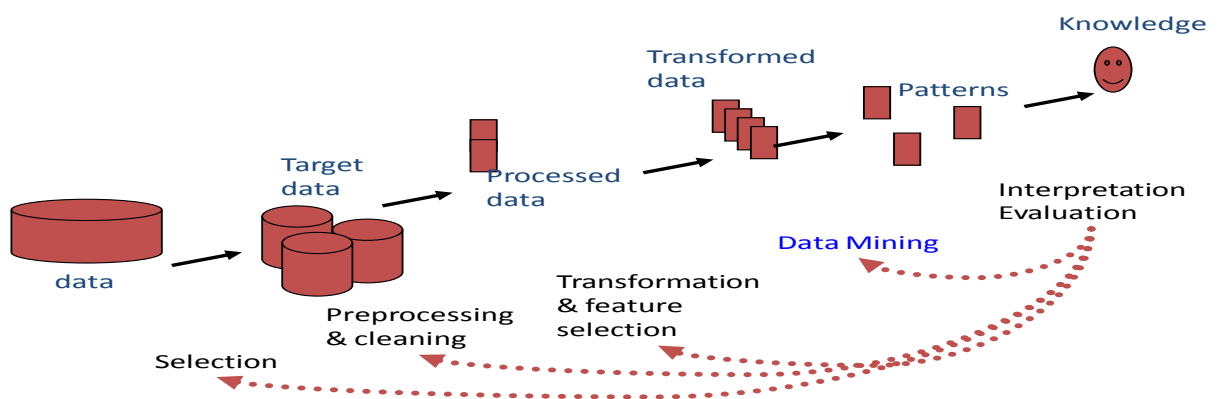 Knowledge
Transformed
data
Patterns
Target
data
Processed
data
Interpretation
Evaluation
Data Mining
data
Transformation
& feature
selection
Preprocessing
& cleaning
Selection